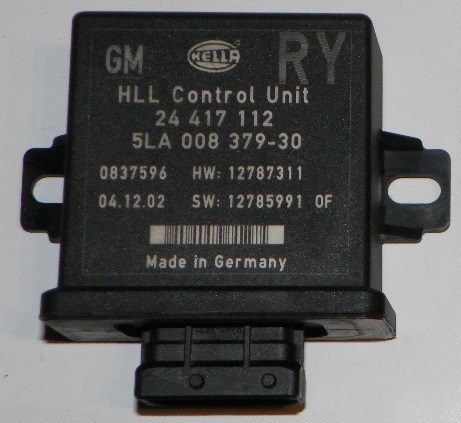 GM HELLA RY
HLL Control Unit
24 417 112
5LA 008 379-30
0837596 HW: 12787311
04.12.02 SW: 12785991 0F
Made in Germany